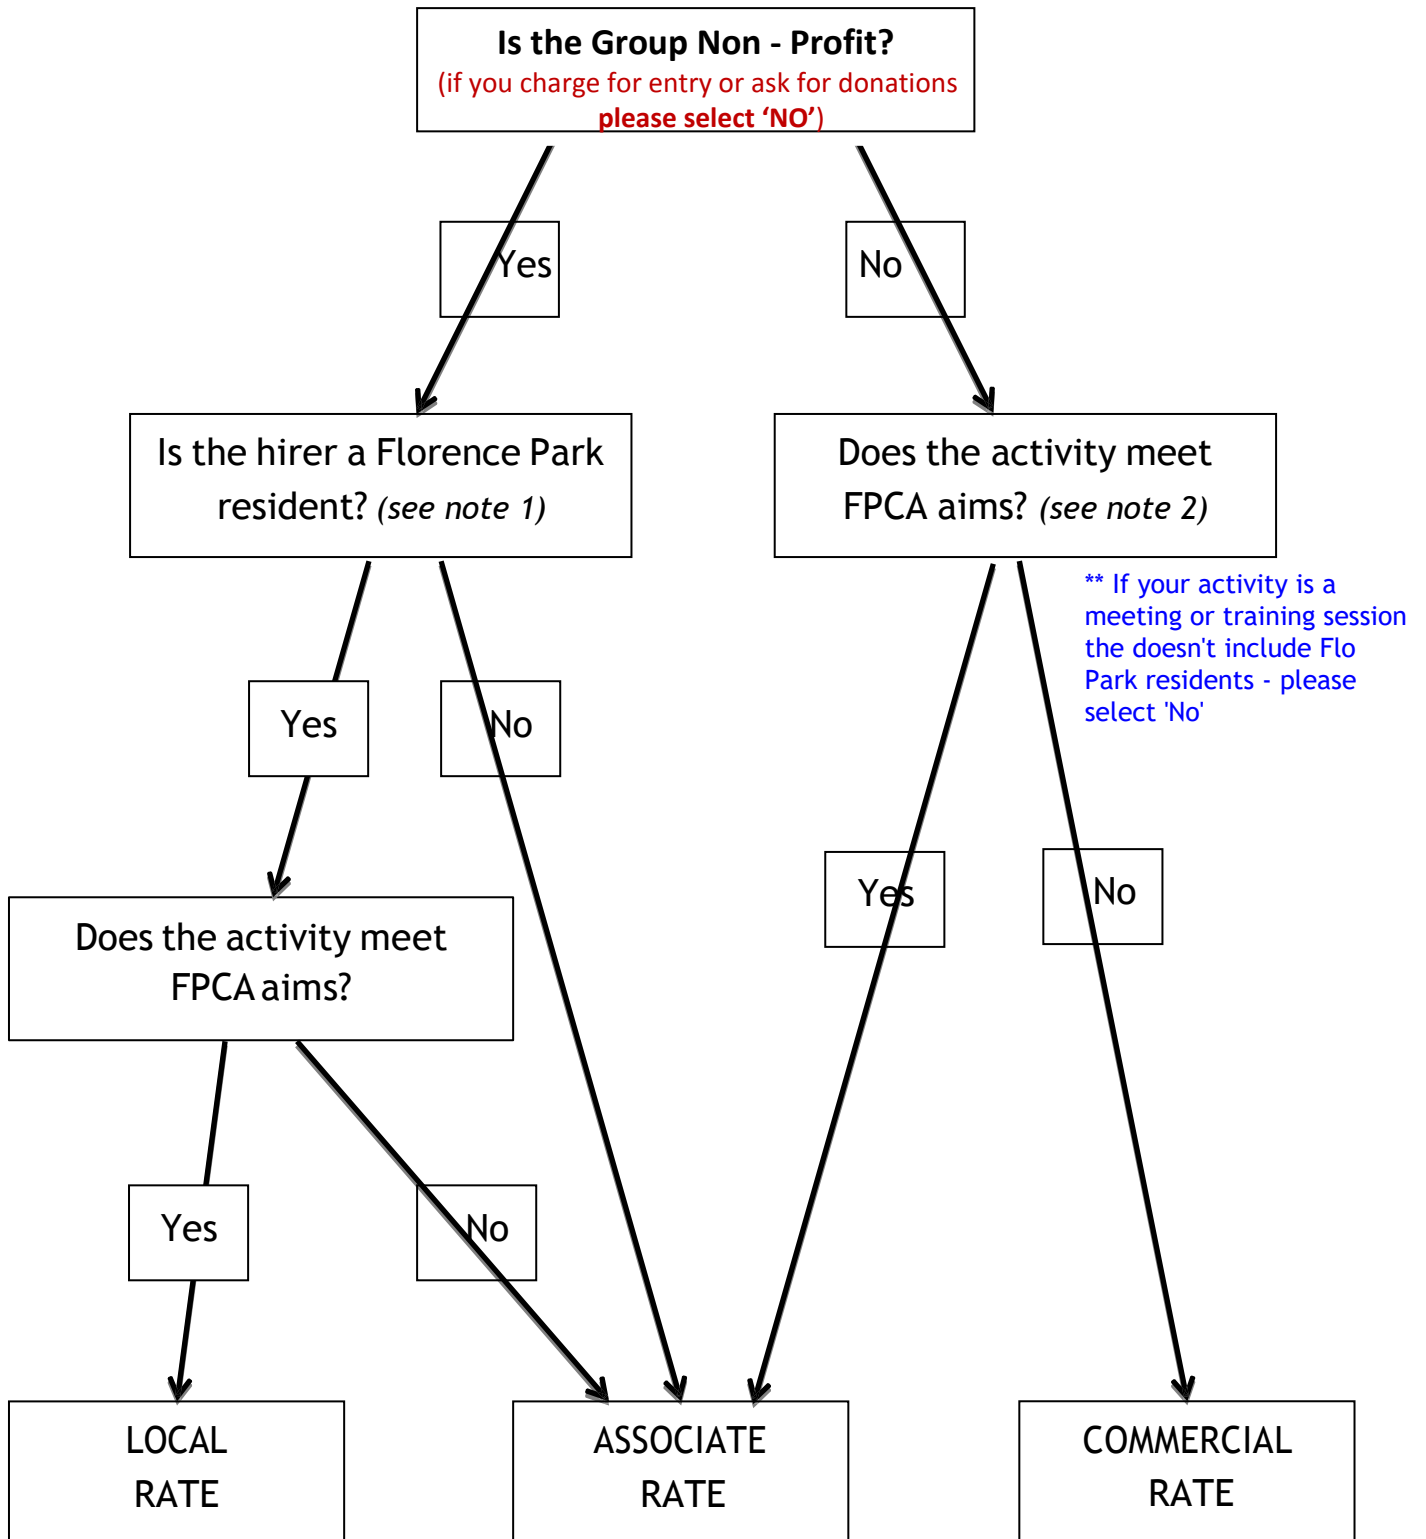 Is the Group Non - Profit?
(if you charge for entry or ask for donations
please select ‘NO’)
Yes
No
Is the hirer a Florence Park
resident? (see note 1)
Does the activity meet
FPCA aims? (see note 2)
** If your activity is a
meeting or training session
the doesn't include Flo
Park residents - please
select 'No'
Yes
No
Yes
No
Does the activity meet
FPCA aims?
Yes
No
LOCAL
RATE
ASSOCIATE
RATE
COMMERCIAL
RATE